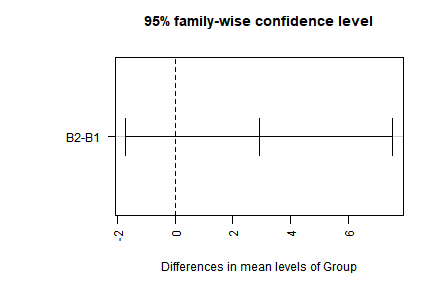 95% family-wise confidence level
B2-B1
-2
0
2
4
6
Differences in mean levels of Group